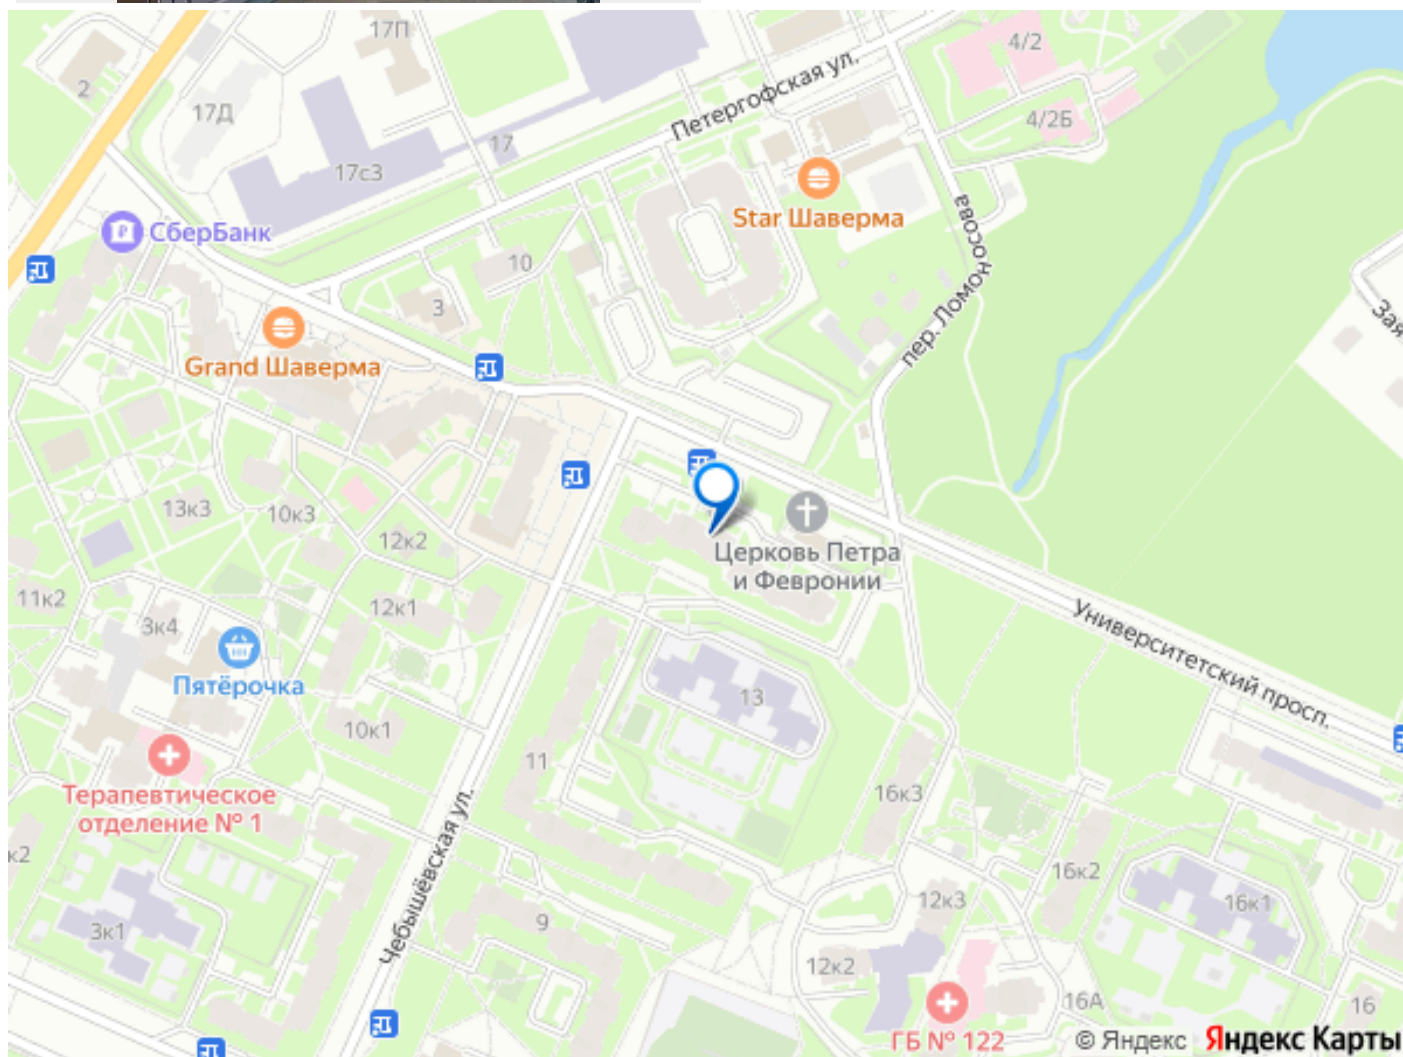 17П
4/2
2
Петергофская ул.
17Д
4/2Б
17
17с3
Star Шаверма
пер. Ломоносова
СберБанк
10
3
Grand Шаверма
13к3
10к3
12к2
Церковь Петра
и Февронии
11к2
12к1
3к4
Университетский просп.
Пятёрочка
13
10к1
11
16к3
Терапевтическое
отделение № 1
Чебышёвская ул.
к2
16к2
12к3
16к1
3к1
9
12к2
16А
16
ГБ № 122
© Яндекс Яндекс Карты